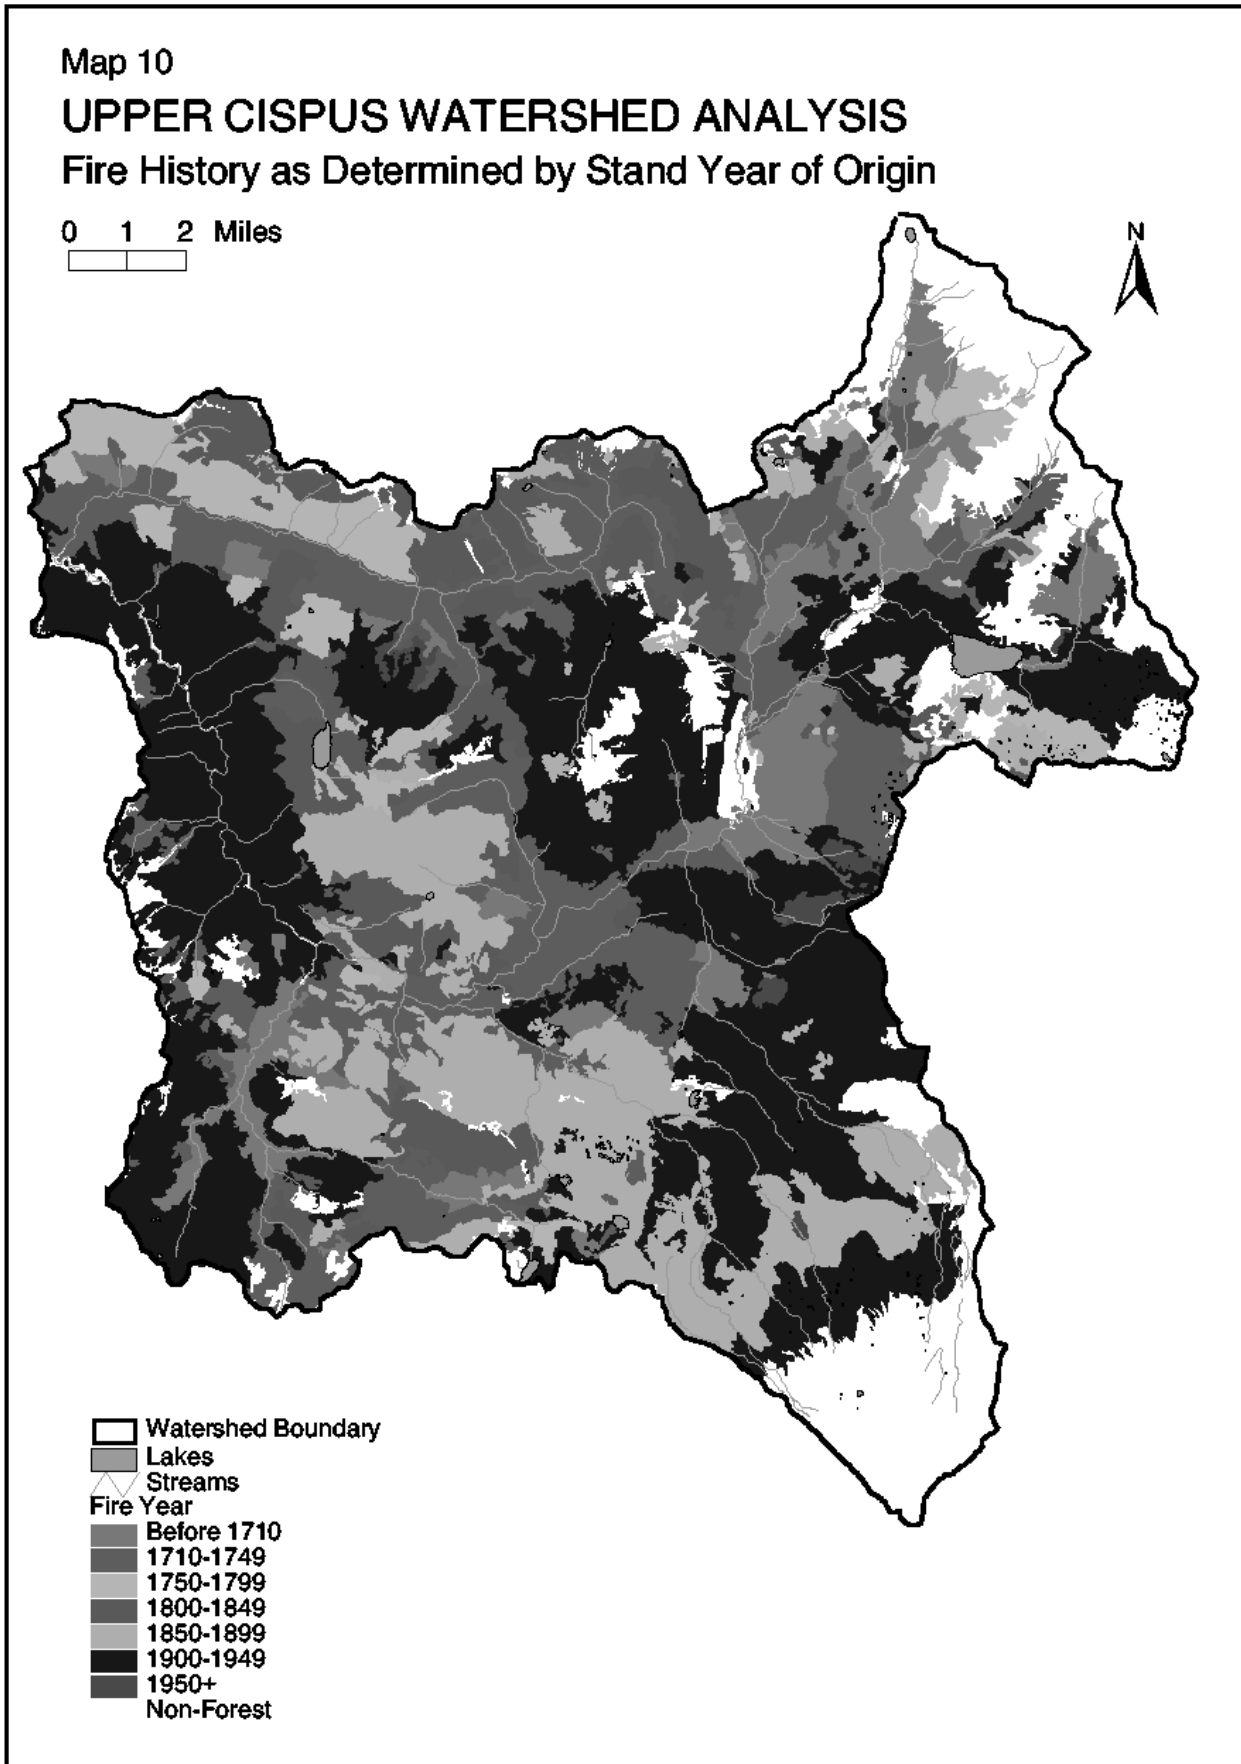 Map 10
UPPER CISPUS WATERSHED ANALYSIS
Fire History as Determined by Stand Year of Origin
0 1 2 Miles
N
Watershed Boundary
Lakes
Streams
Fire Year
Before 1710
1710-1749
1750-1799
1800-1849
1850-1899
1900-1949
1950+
Non-Forest